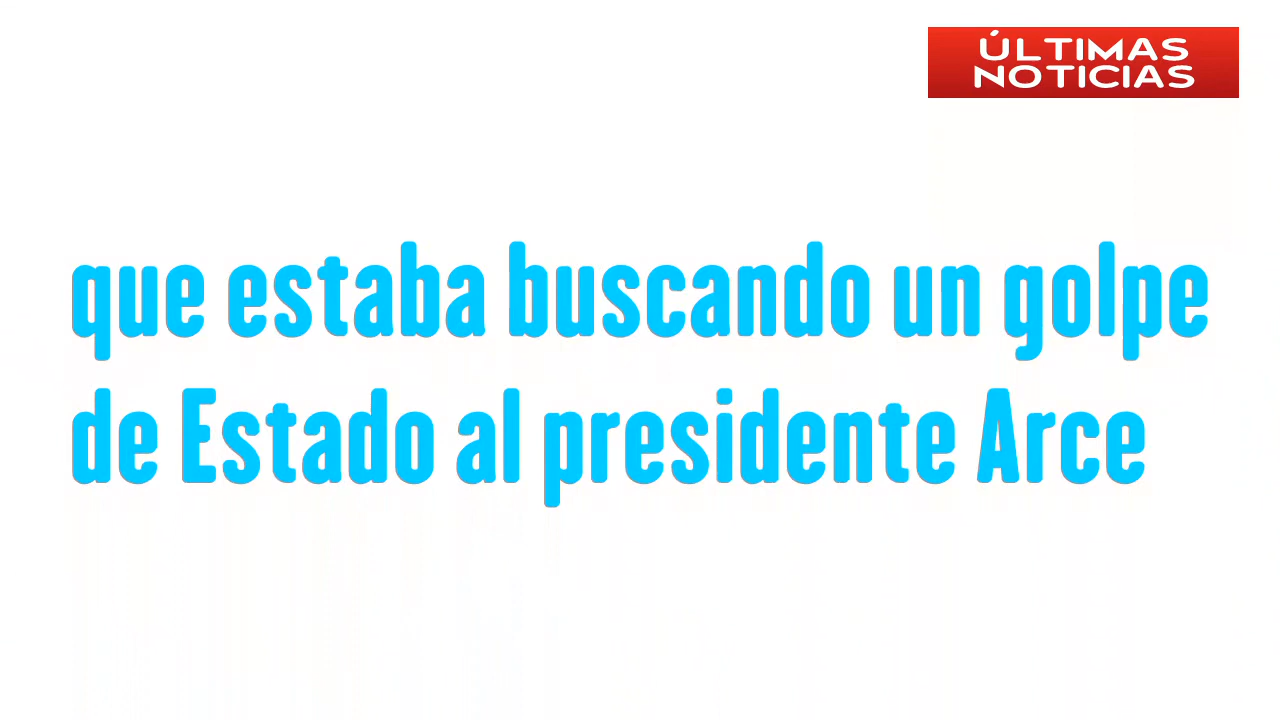 ÚLTIMAS
NOTICIAS
que estaba buscando un golpe
de Estado al presidente Arce